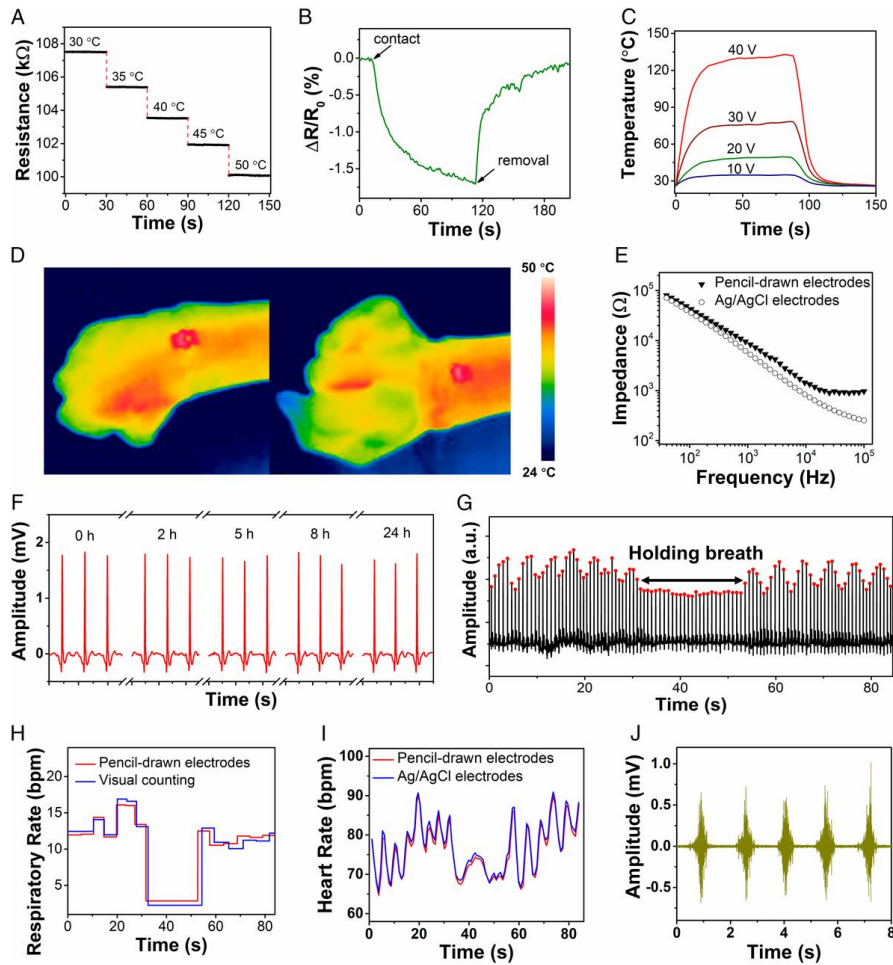 A
Resistance (kΩ)
108
106
104
102
100
30 °C
35 °C
40 °C
45 °C
50 °C
0 30 60 90 120 150
Time (s)
B
ΔR/R0 (%)
0.0
-0.5
-1.0
-1.5
contact
removal
0 60 120 180
Time (s)
C
Temperature (°C)
150
120
90
60
30
40 V
30 V
20 V
10 V
0 50 100 150
Time (s)
D
50 °C
24 °C
E
Impedance (Ω)
10^5
10^4
10^3
10^2
Pencil-drawn electrodes
Ag/AgCl electrodes
10^2 10^3 10^4 10^5
Frequency (Hz)
F
Amplitude (mV)
2
1
0
0 h 2 h 5 h 8 h 24 h
Time (s)
G
Amplitude (a.u.)
Holding breath
0 20 40 60 80
Time (s)
H
Respiratory Rate (bpm)
20
15
10
5
Pencil-drawn electrodes
Visual counting
0 20 40 60 80
Time (s)
I
Heart Rate (bpm)
100
90
80
70
60
Pencil-drawn electrodes
Ag/AgCl electrodes
0 20 40 60 80
Time (s)
J
Amplitude (mV)
1.0
0.5
0.0
-0.5
0 2 4 6 8
Time (s)